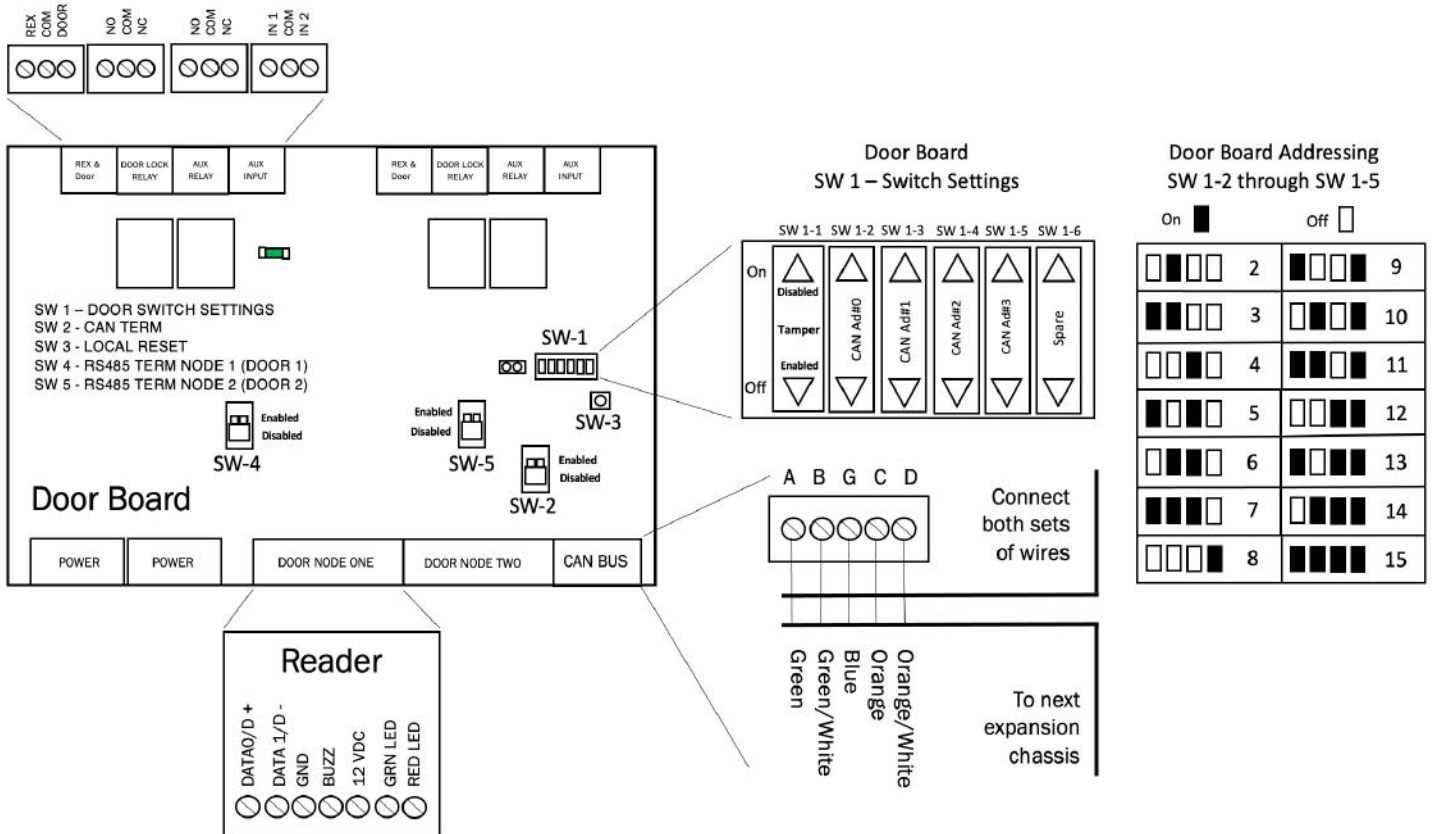 REX
COM
DOOR
NO
COM
NC
NO
COM
NC
IN 1
COM
IN 2
REX &
Door
DOOR LOCK
RELAY
AUX
RELAY
AUX
INPUT
REX &
Door
DOOR LOCK
RELAY
AUX
RELAY
AUX
INPUT
SW 1 – DOOR SWITCH SETTINGS
SW 2 - CAN TERM
SW 3 - LOCAL RESET
SW 4 - RS485 TERM NODE 1 (DOOR 1)
SW 5 - RS485 TERM NODE 2 (DOOR 2)
SW-1
SW-3
Enabled
Disabled
SW-4
Enabled
Disabled
SW-5
Enabled
Disabled
SW-2
Door Board
POWER
POWER
DOOR NODE ONE
DOOR NODE TWO
CAN BUS
Reader
DATA0/D +
DATA 1/D -
GND
BUZZ
12 VDC
GRN LED
RED LED
Door Board
SW 1 – Switch Settings
SW 1-1 SW 1-2 SW 1-3 SW 1-4 SW 1-5 SW 1-6
On
Off
Disabled
Tamper
Enabled
CAN Ad#0
CAN Ad#1
CAN Ad#2
CAN Ad#3
Spare
A B G C D
Connect
both sets
of wires
Green
Green/White
Blue
Orange
Orange/White
To next
expansion
chassis
Door Board Addressing
SW 1-2 through SW 1-5
On Off
2 9
3 10
4 11
5 12
6 13
7 14
8 15